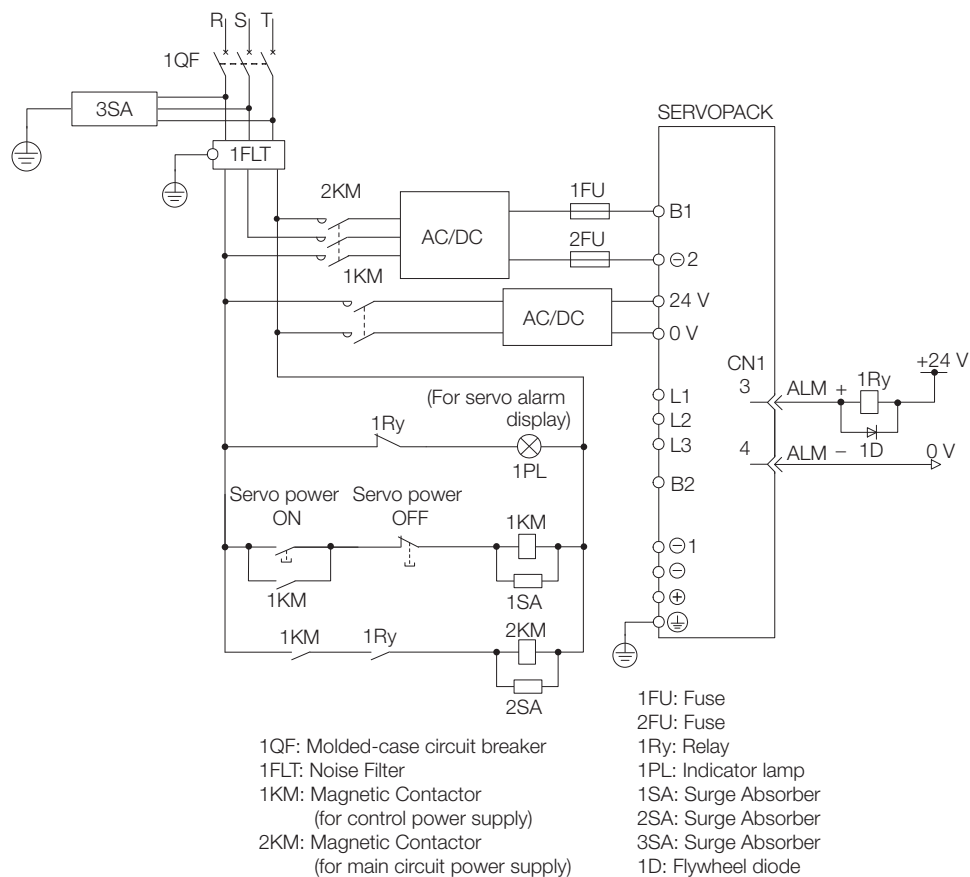 R S T
1QF
3SA
1FLT
SERVOPACK
2KM
1FU
AC/DC
B1
2FU
⊖2
1KM
24 V
AC/DC
0 V
CN1
+24 V
3 ALM + 1Ry
L1
(For servo alarm
display)
L2
1Ry
L3
4 ALM − 1D 0 V
1PL
B2
Servo power
ON
Servo power
OFF
1KM
⊖1
⊖
1KM
1SA
⊕
1KM 1Ry 2KM
2SA
1QF: Molded-case circuit breaker
1FLT: Noise Filter
1KM: Magnetic Contactor
(for control power supply)
2KM: Magnetic Contactor
(for main circuit power supply)
1FU: Fuse
2FU: Fuse
1Ry: Relay
1PL: Indicator lamp
1SA: Surge Absorber
2SA: Surge Absorber
3SA: Surge Absorber
1D: Flywheel diode